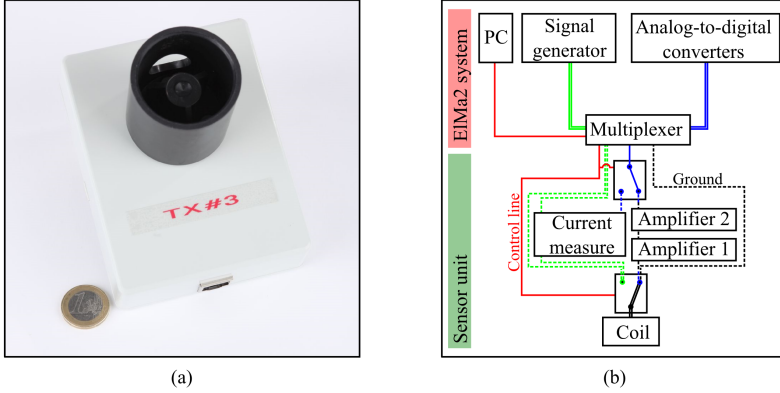 TX#3
(a)
ElMa2 system
Sensor unit
PC
Signal
generator
Analog-to-digital
converters
Multiplexer
Ground
Control line
Current
measure
Amplifier 2
Amplifier 1
Coil
(b)